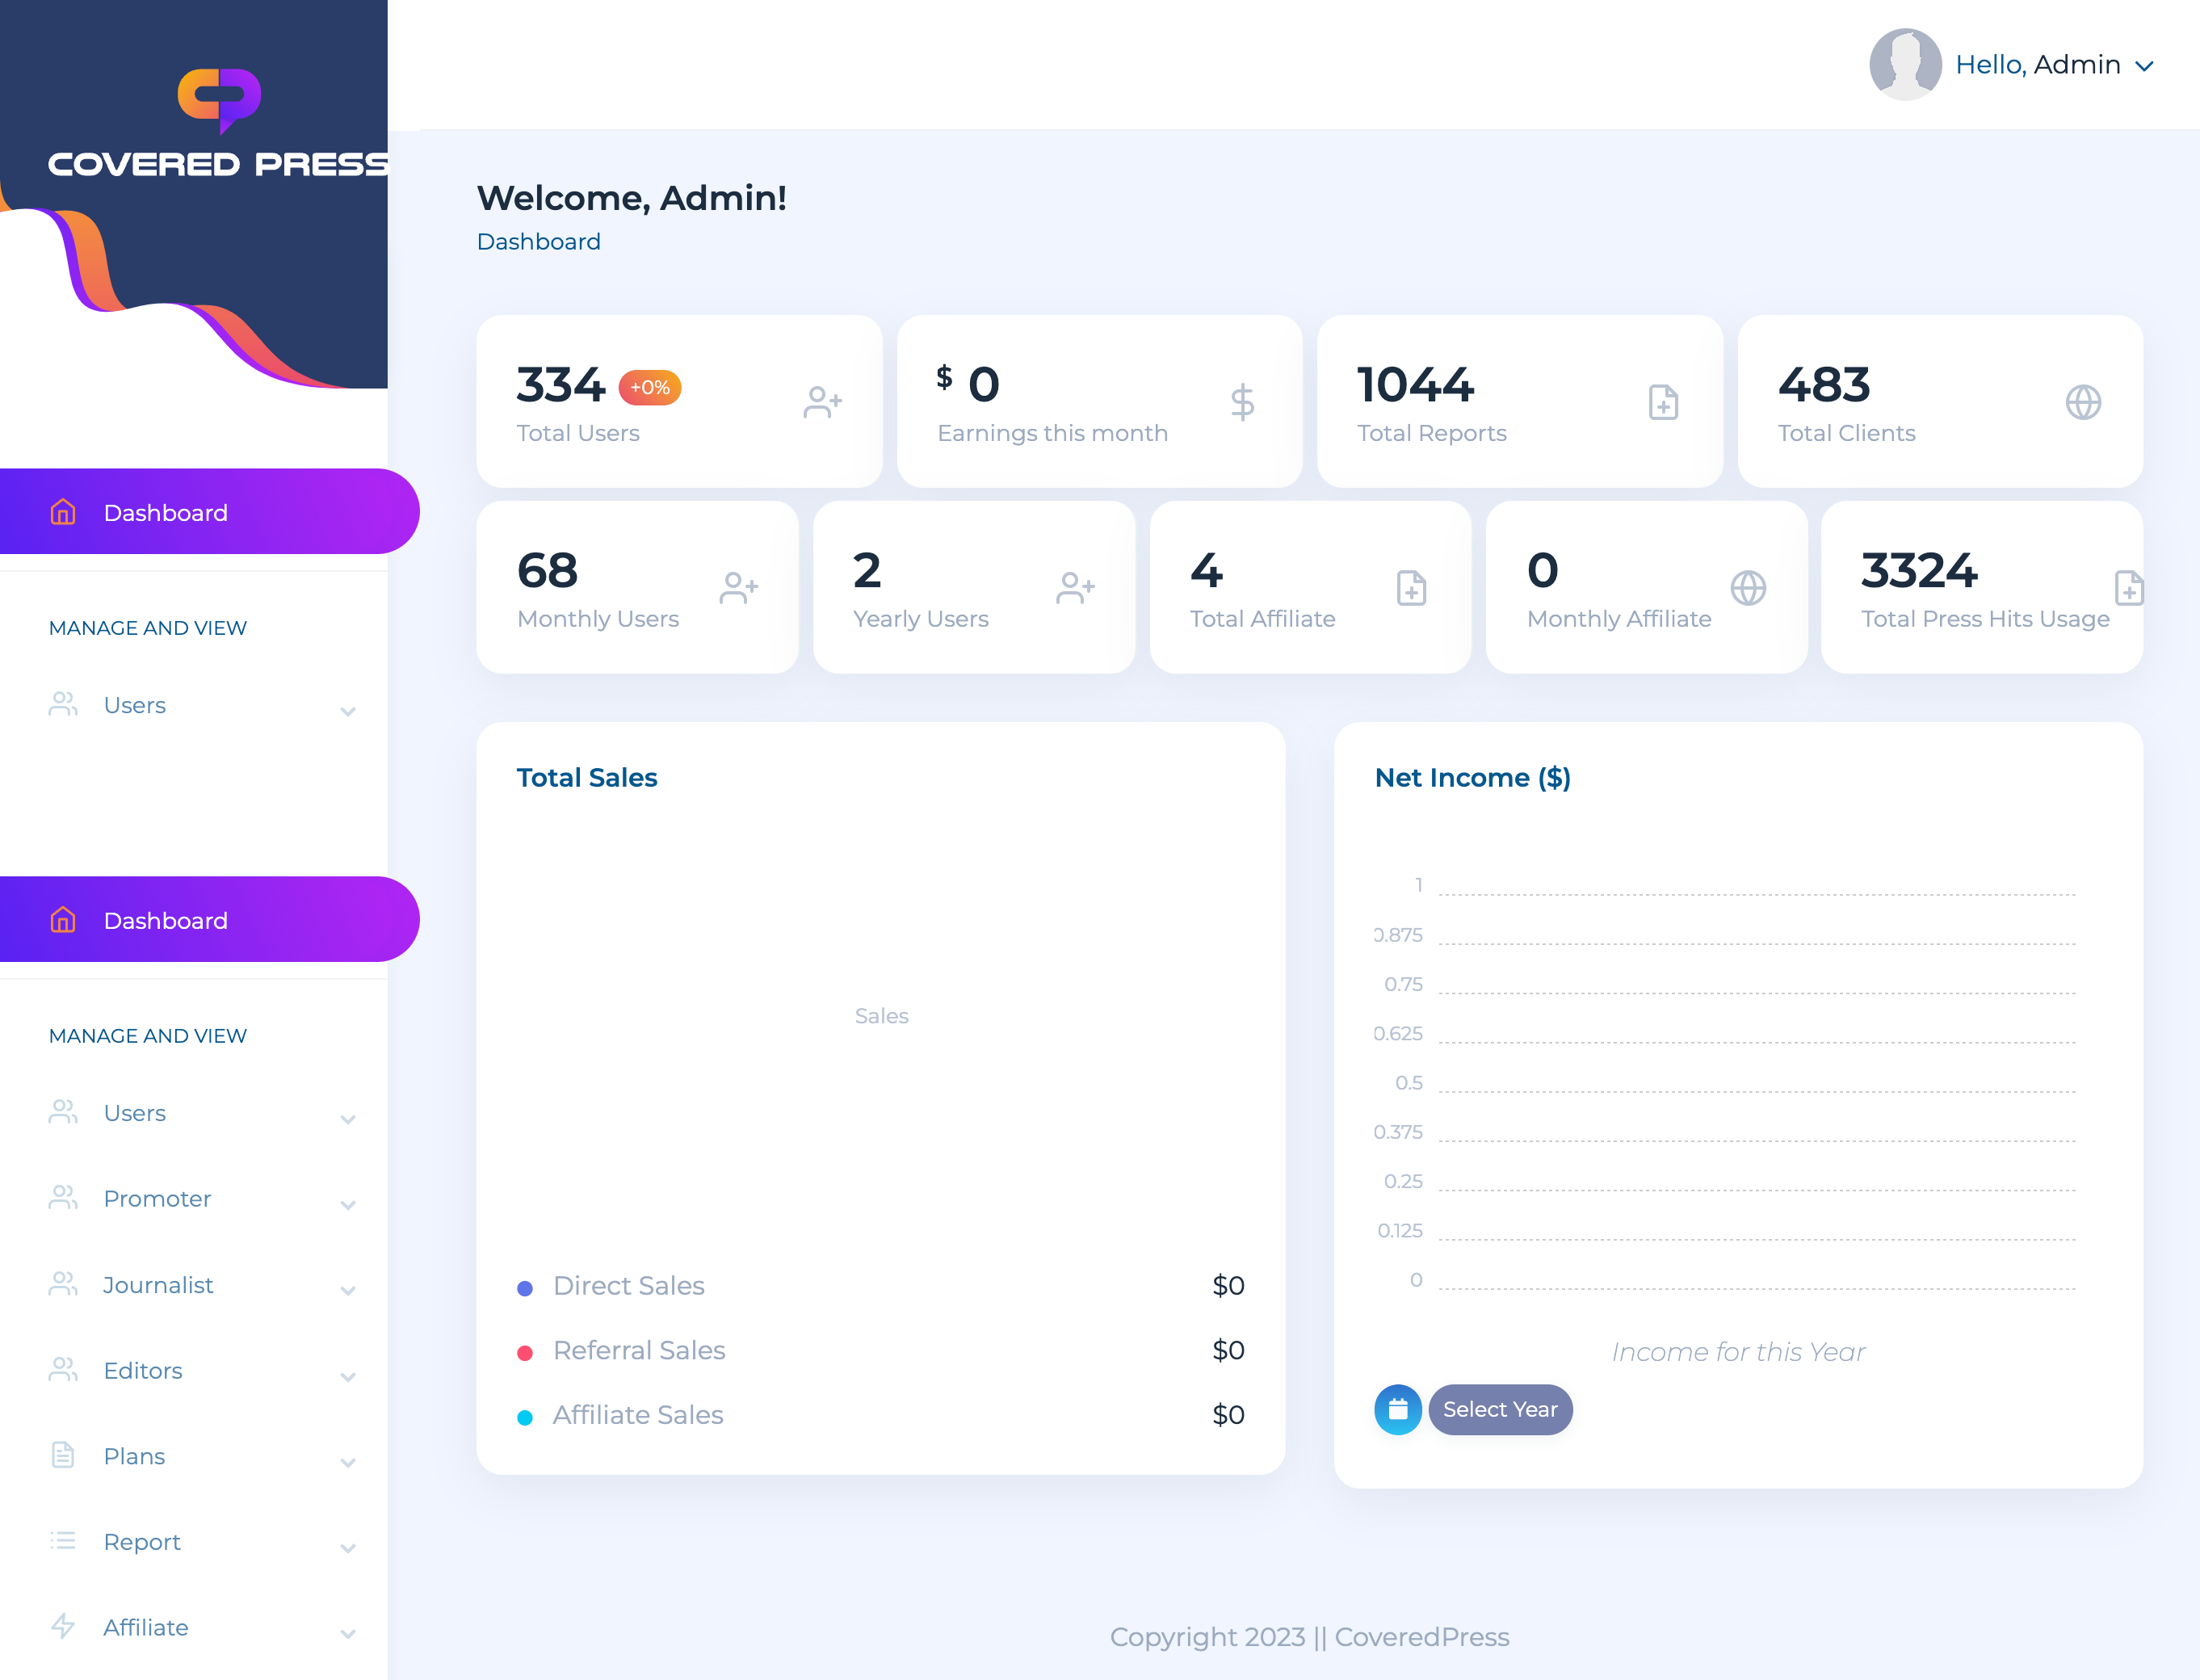 COVERED PRESS
Hello, Admin
Welcome, Admin!
Dashboard
334 +0%
Total Users
$ 0
Earnings this month
1044
Total Reports
483
Total Clients
68
Monthly Users
2
Yearly Users
4
Total Affiliate
0
Monthly Affiliate
3324
Total Press Hits Usage
Dashboard
MANAGE AND VIEW
Users
Dashboard
MANAGE AND VIEW
Users
Promoter
Journalist
Editors
Plans
Report
Affiliate
Total Sales
Sales
Direct Sales $0
Referral Sales $0
Affiliate Sales $0
Net Income ($)
1
0.875
0.75
0.625
0.5
0.375
0.25
0.125
0
Income for this Year
Select Year
Copyright 2023 || CoveredPress